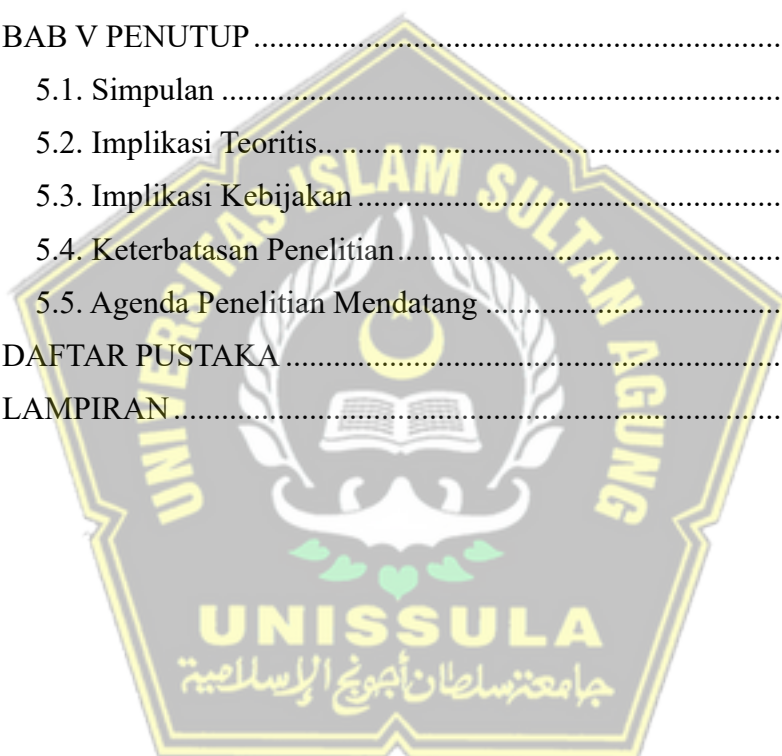 BAB V PENUTUP ....................................................................
5.1. Simpulan ......................................................................
5.2. Implikasi Teoritis..........................................................
5.3. Implikasi Kebijakan .....................................................
5.4. Keterbatasan Penelitian ................................................
5.5. Agenda Penelitian Mendatang .....................................
DAFTAR PUSTAKA ..............................................................
LAMPIRAN ............................................................................
UNIVERSITAS ISLAM SULTAN AGUNG
UNISSULA
جامعة سلطان أجونج الإسلامية